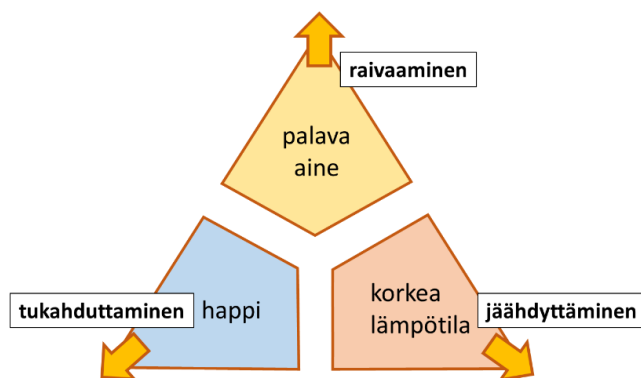 raivaaminen
palava
aine
tukahduttaminen
happi
korkea
lämpötila
jäähdyttäminen